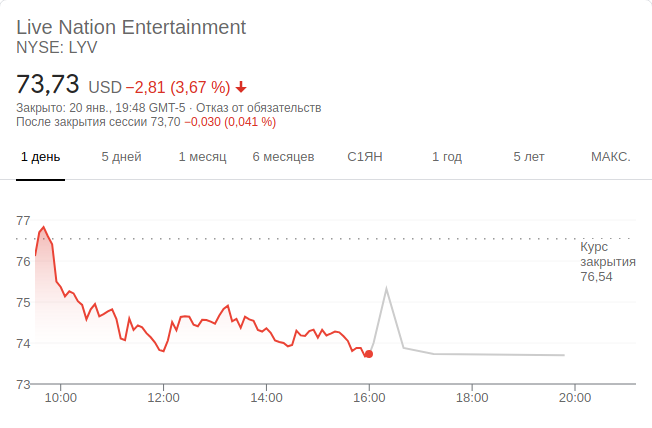 Live Nation Entertainment
NYSE: LYV
73,73 USD −2,81 (3,67 %)
Закрыто: 20 янв., 19:48 GMT-5 · Отказ от обязательств
После закрытия сессии 73,70 −0,030 (0,041 %)
1 день 5 дней 1 месяц 6 месяцев С1ЯН 1 год 5 лет МАКС.
77
Курс
закрытия
76,54
76
75
74
73
10:00 12:00 14:00 16:00 18:00 20:00